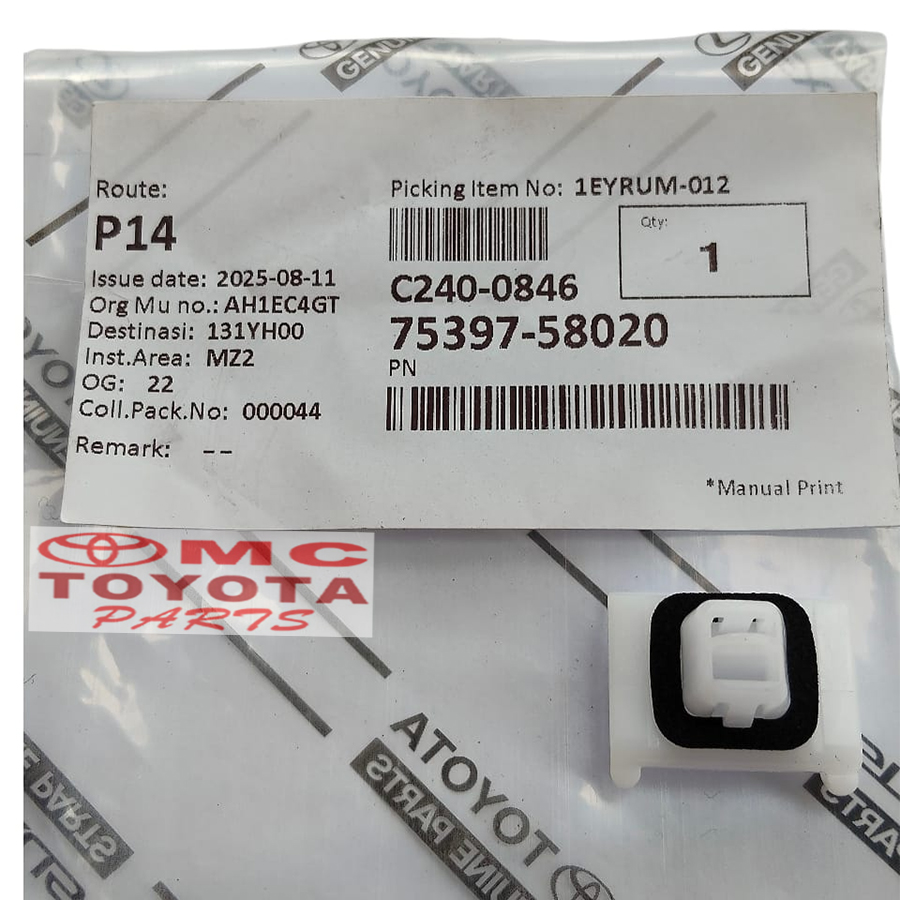 GENUINE PARTS
Route:
P14
Issue date: 2025-08-11
Org Mu no.: AH1EC4GT
Destinasi: 131YH00
Inst.Area: MZ2
OG: 22
Coll.Pack.No: 000044
Remark: --
Picking Item No: 1EYRUM-012
Qty:
1
C240-0846
75397-58020
PN
*Manual Print
MC
TOYOTA
PARTS
TOYOTA
GENUINE PARTS